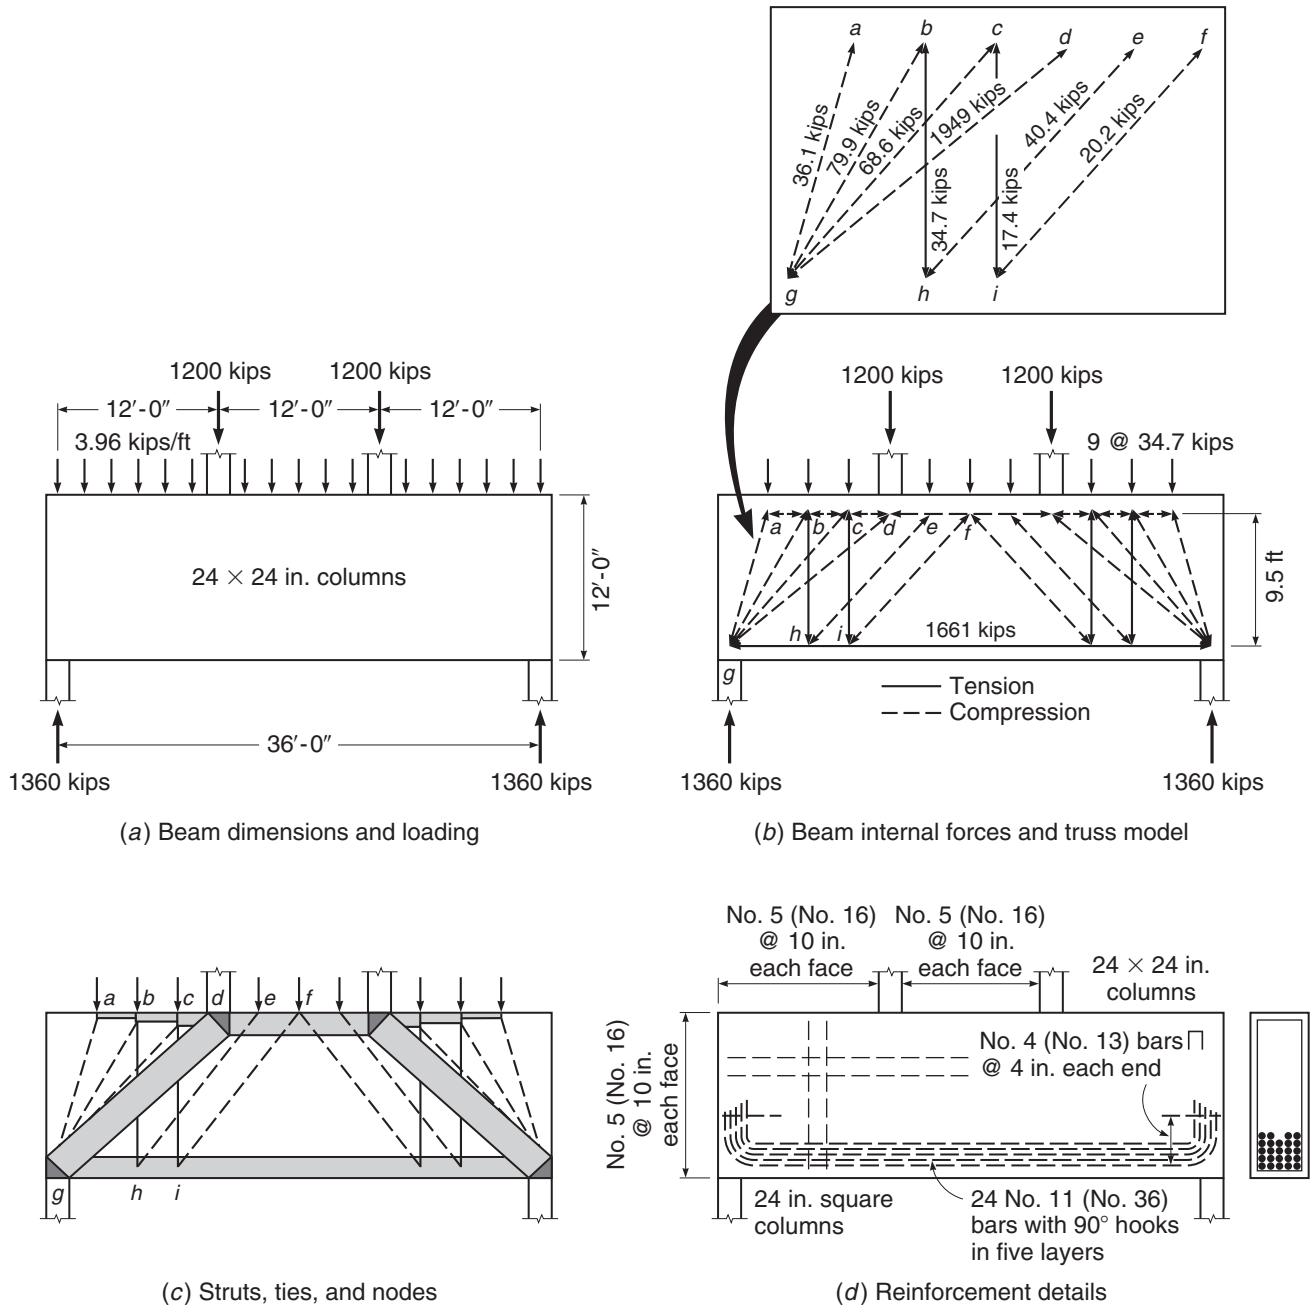 a b c d e f
36.1 kips
79.9 kips
68.6 kips
1949 kips
34.7 kips
17.4 kips
40.4 kips
20.2 kips
g h i
1200 kips 1200 kips
12′-0″ 12′-0″ 12′-0″
3.96 kips/ft
24 × 24 in. columns
12′-0″
36′-0″
1360 kips 1360 kips
(a) Beam dimensions and loading
1200 kips 1200 kips
9 @ 34.7 kips
a b c d e f
9.5 ft
h i 1661 kips
g
Tension
Compression
1360 kips 1360 kips
(b) Beam internal forces and truss model
a b c d e f
g h i
(c) Struts, ties, and nodes
No. 5 (No. 16)
@ 10 in.
each face
No. 5 (No. 16)
@ 10 in.
each face
24 × 24 in.
columns
No. 5 (No. 16)
@ 10 in.
each face
No. 4 (No. 13) bars
@ 4 in. each end
24 in. square
columns
24 No. 11 (No. 36)
bars with 90° hooks
in five layers
(d) Reinforcement details